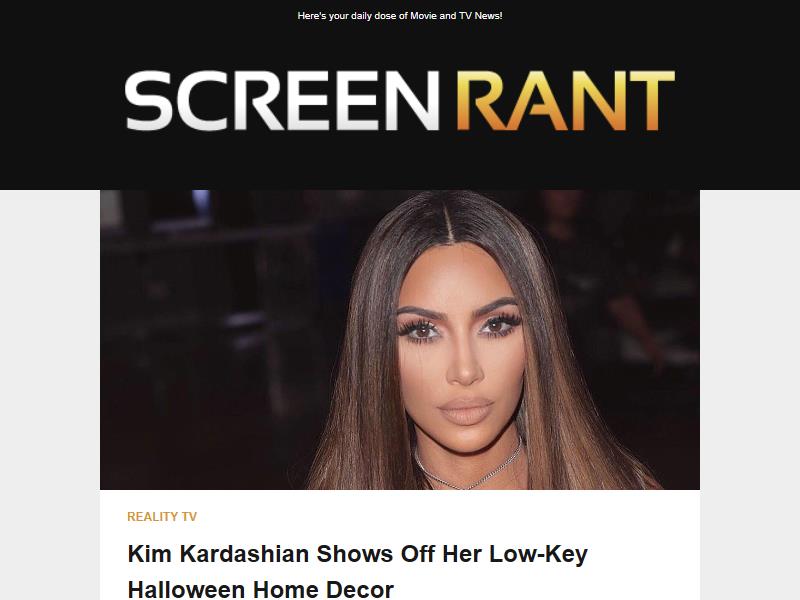 Here's your daily dose of Movie and TV News!
SCREEN RANT
REALITY TV
Kim Kardashian Shows Off Her Low-Key
Halloween Home Decor